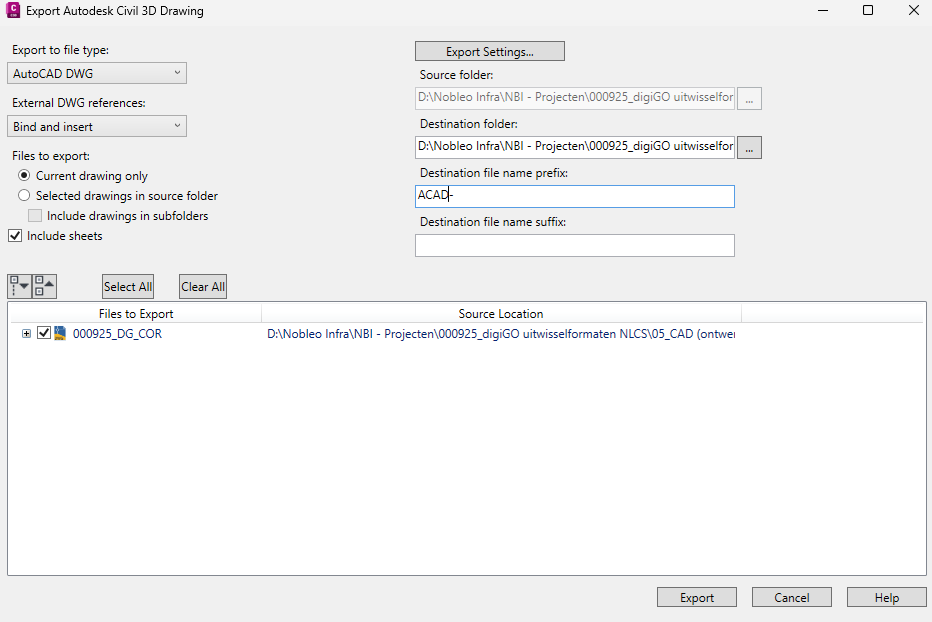 Export Autodesk Civil 3D Drawing
Export to file type:
AutoCAD DWG
External DWG references:
Bind and insert
Files to export:
Current drawing only
Selected drawings in source folder
Include drawings in subfolders
Include sheets
Export Settings...
Source folder:
D:\Nobleo Infra\NBI - Projecten\000925_digiGO uitwisselfor
...
Destination folder:
D:\Nobleo Infra\NBI - Projecten\000925_digiGO uitwisselfor
...
Destination file name prefix:
ACAD-
Destination file name suffix:
Select All
Clear All
Files to Export
Source Location
000925_DG_COR
D:\Nobleo Infra\NBI - Projecten\000925_digiGO uitwisselformaten NLCS\05_CAD (ontwer
Export
Cancel
Help